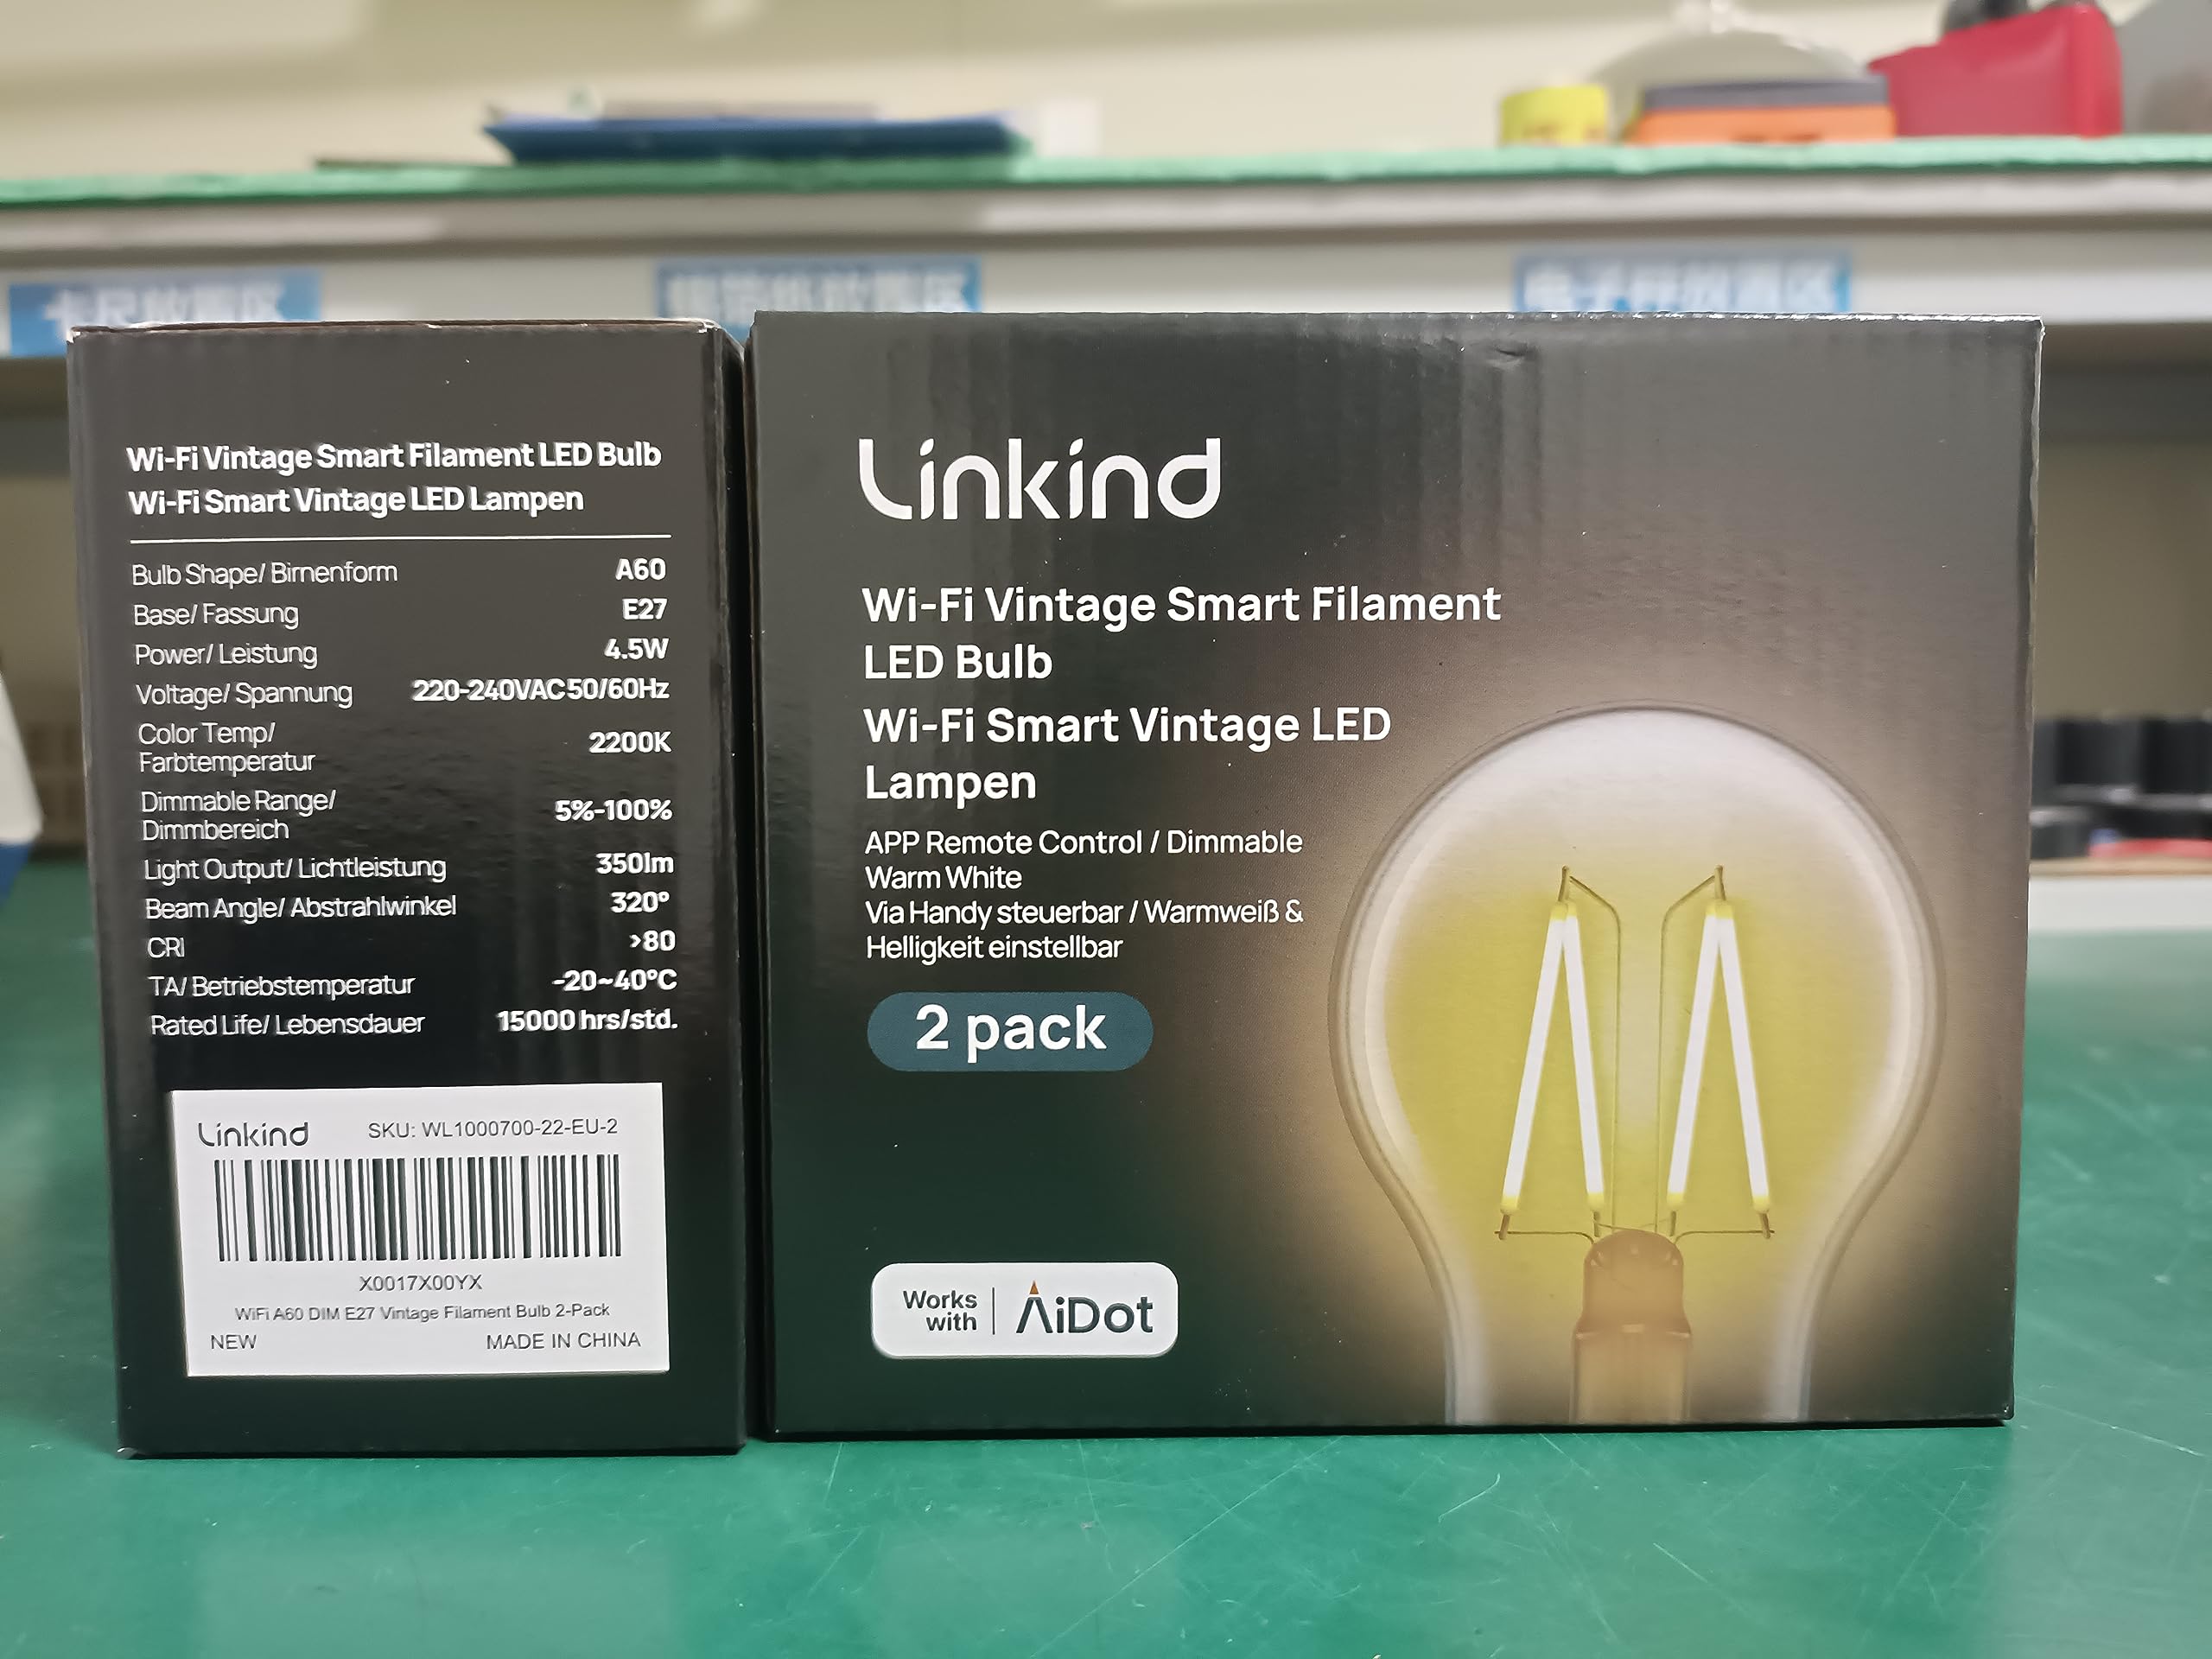 Wi-Fi Vintage Smart Filament LED Bulb
Wi-Fi Smart Vintage LED Lampen
Bulb Shape/ Birnenform A60
Base/ Fassung E27
Power/ Leistung 4.5W
Voltage/ Spannung 220-240VAC 50/60Hz
Color Temp/
Farbtemperatur 2200K
Dimmable Range/
Dimmbereich 5%-100%
Light Output/ Lichtleistung 350lm
Beam Angle/ Abstrahlwinkel 320°
CRI >80
TA/ Betriebstemperatur -20~40°C
Rated Life/ Lebensdauer 15000 hrs/std.
Linkind SKU: WL1000700-22-EU-2
X0017X00YX
WiFi A60 DIM E27 Vintage Filament Bulb 2-Pack
NEW MADE IN CHINA
Linkind
Wi-Fi Vintage Smart Filament
LED Bulb
Wi-Fi Smart Vintage LED
Lampen
APP Remote Control / Dimmable
Warm White
Via Handy steuerbar / Warmweiß &
Helligkeit einstellbar
2 pack
Works
with
AiDot